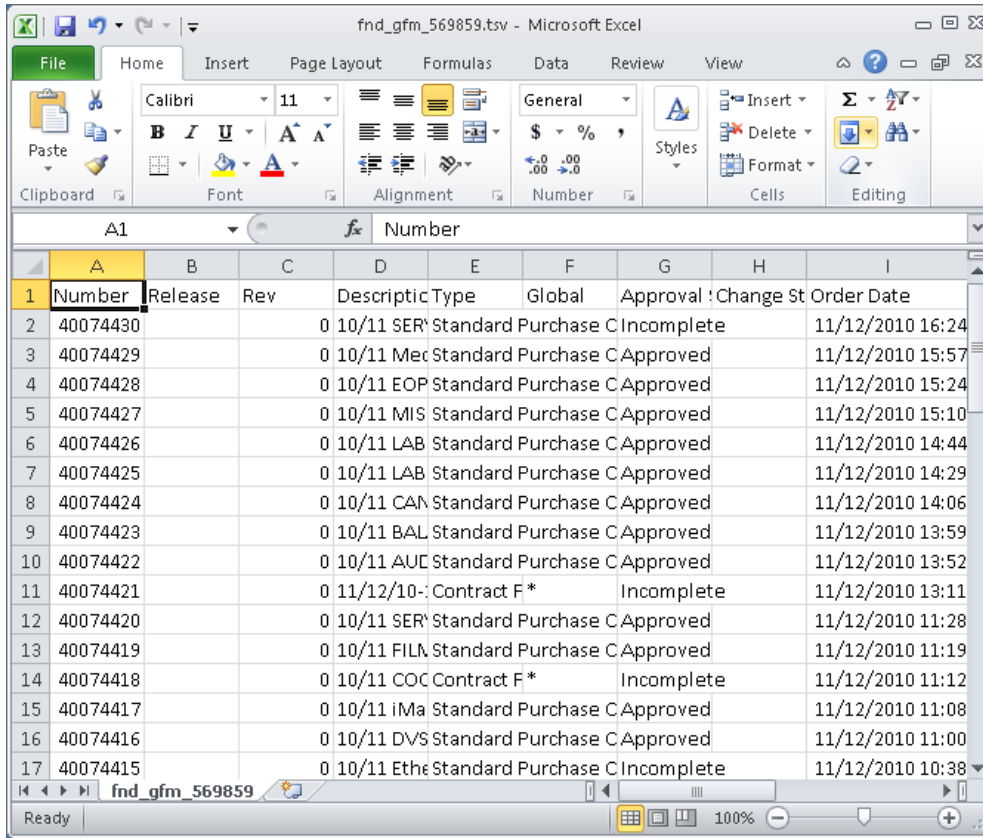 fnd_gfm_569859.tsv - Microsoft Excel
File Home Insert Page Layout Formulas Data Review View
Calibri 11 General Insert
B I U A A $ % , Styles Delete
Paste A .00 .00 Format
Clipboard Font Alignment Number Cells Editing
A1 fx Number
A B C D E F G H I
1 Number Release Rev Descriptic Type Global Approval Change St Order Date
2 40074430 0 10/11 SER Standard Purchase C Incomplete 11/12/2010 16:24
3 40074429 0 10/11 Med Standard Purchase C Approved 11/12/2010 15:57
4 40074428 0 10/11 EOP Standard Purchase C Approved 11/12/2010 15:24
5 40074427 0 10/11 MIS Standard Purchase C Approved 11/12/2010 15:10
6 40074426 0 10/11 LAB Standard Purchase C Approved 11/12/2010 14:44
7 40074425 0 10/11 LAB Standard Purchase C Approved 11/12/2010 14:29
8 40074424 0 10/11 CAN Standard Purchase C Approved 11/12/2010 14:06
9 40074423 0 10/11 BAL Standard Purchase C Approved 11/12/2010 13:59
10 40074422 0 10/11 AUD Standard Purchase C Approved 11/12/2010 13:52
11 40074421 0 11/12/10- Contract P * Incomplete 11/12/2010 13:11
12 40074420 0 10/11 SER Standard Purchase C Approved 11/12/2010 11:28
13 40074419 0 10/11 FILM Standard Purchase C Approved 11/12/2010 11:19
14 40074418 0 10/11 COC Contract P * Incomplete 11/12/2010 11:12
15 40074417 0 10/11 iMa Standard Purchase C Approved 11/12/2010 11:08
16 40074416 0 10/11 DVS Standard Purchase C Approved 11/12/2010 11:00
17 40074415 0 10/11 Ethe Standard Purchase C Incomplete 11/12/2010 10:38
fnd_gfm_569859
Ready 100%